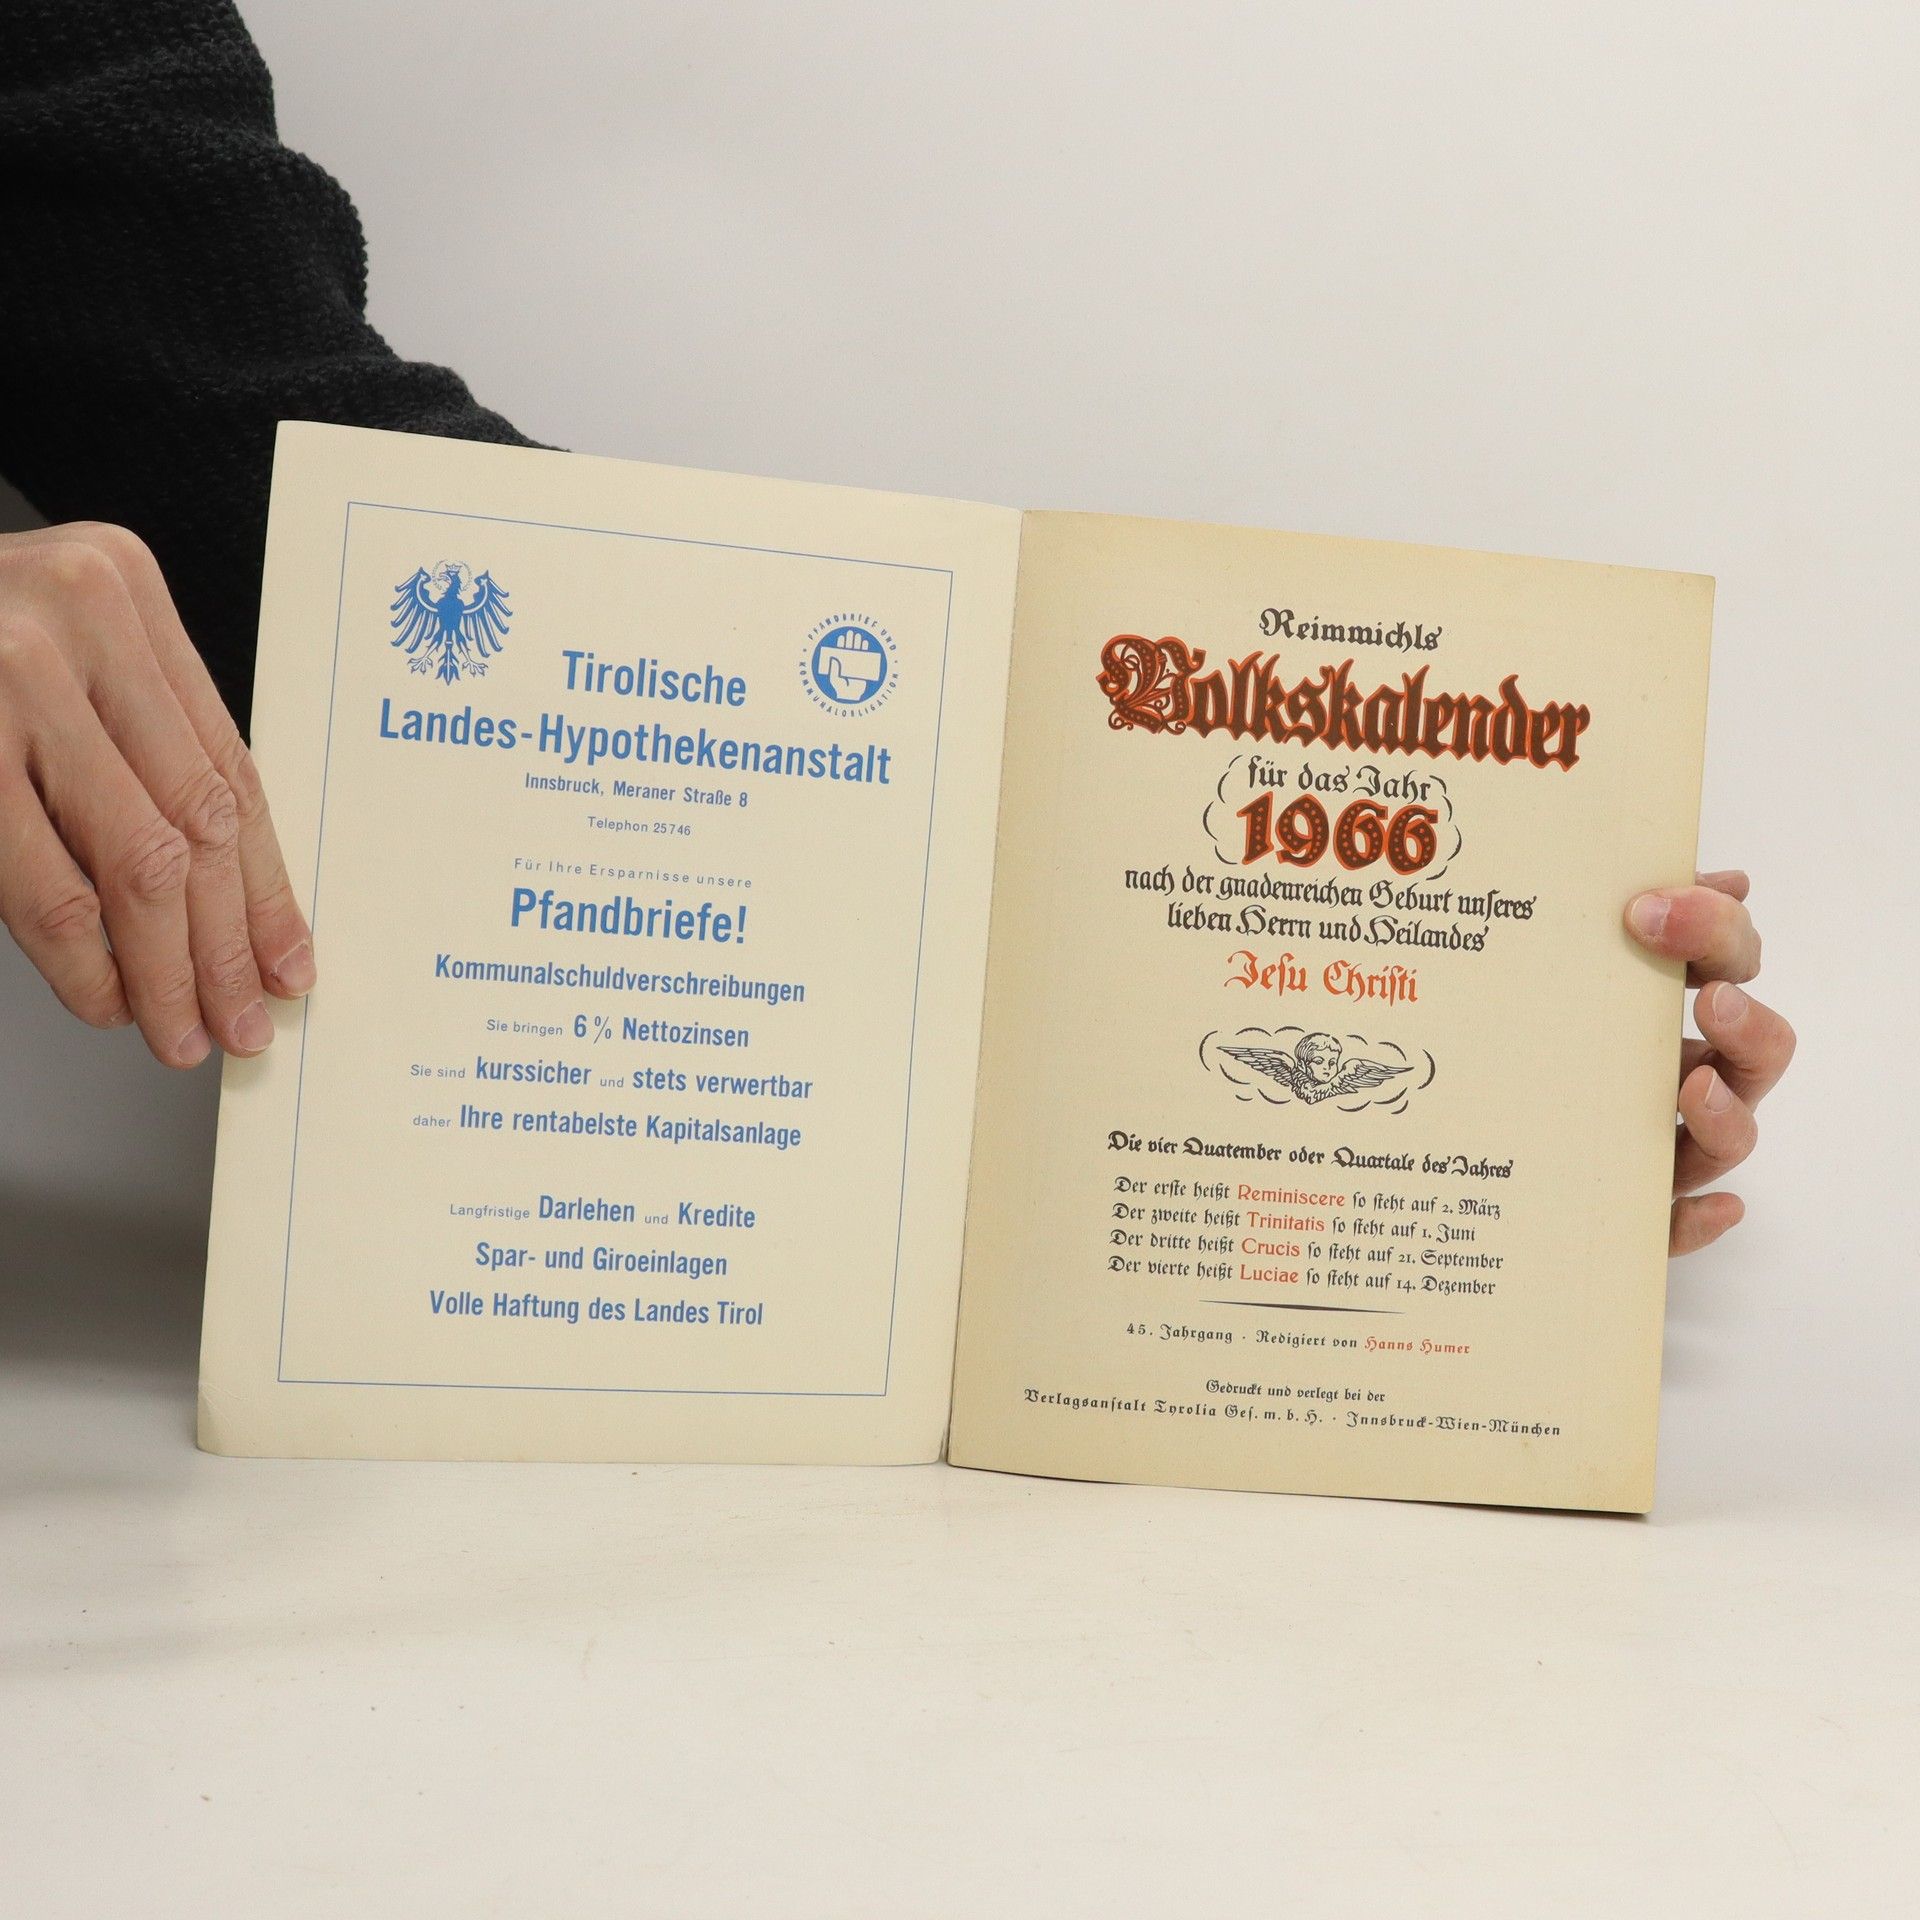 PFANDBRIEF UND KOMMUNALOBLIGATION
Tirolische
Landes-Hypothekenanstalt
Innsbruck, Meraner Straße 8
Telephon 25746
Für Ihre Ersparnisse unsere
Pfandbriefe!
Kommunalschuldverschreibungen
Sie bringen 6% Nettozinsen
Sie sind kurssicher und stets verwertbar
daher Ihre rentabelste Kapitalsanlage
Langfristige Darlehen und Kredite
Spar- und Giroeinlagen
Volle Haftung des Landes Tirol
Reimmichls
Volkskalender
für das Jahr
1966
nach der gnadenreichen Geburt unseres
lieben Herrn und Heilandes
Jesu Christi
Die vier Quatember oder Quartale des Jahres
Der erste heißt Reminiscere so steht auf 2. März
Der zweite heißt Trinitatis so steht auf 1. Juni
Der dritte heißt Crucis so steht auf 21. September
Der vierte heißt Luciae so steht auf 14. Dezember
45. Jahrgang · Redigiert von Hanns Humer
Gedruckt und verlegt bei der
Verlagsanstalt Tyrolia Ges. m. b. H. · Innsbruck-Wien-München